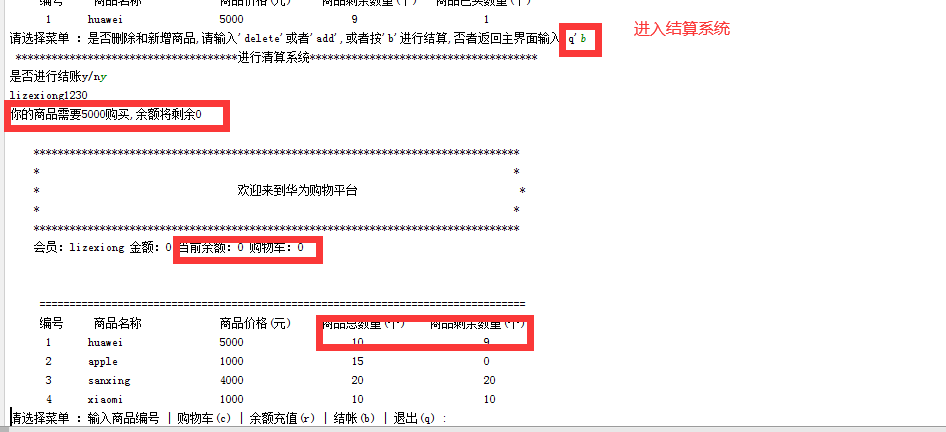 编号 商品名称 商品价格(元) 商品剩余数量(个) 商品已买数量(个)
1 huawei 5000 9 1
请选择菜单 : 是否删除和新增商品,请输入'delete'或者'add',或者按'b'进行结算,否者返回主界面输入'q'b
进入结算系统
*************************************进行清算系统**************************************
是否进行结账y/ny
lizexiong1230
你的商品需要5000购买,余额将剩余0
*********************************************************************************
* *
* 欢迎来到华为购物平台 *
* *
*********************************************************************************
会员: lizexiong 金额: 0 当前余额: 0 购物车: 0
=================================================================================
编号 商品名称 商品价格(元) 商品总数量(个) 商品剩余数量(个)
1 huawei 5000 10 9
2 apple 1000 15 0
3 sanxing 4000 20 20
4 xiaomi 1000 10 10
请选择菜单 : 输入商品编号 | 购物车(c) | 余额充值(r) | 结帐(b) | 退出(q) :